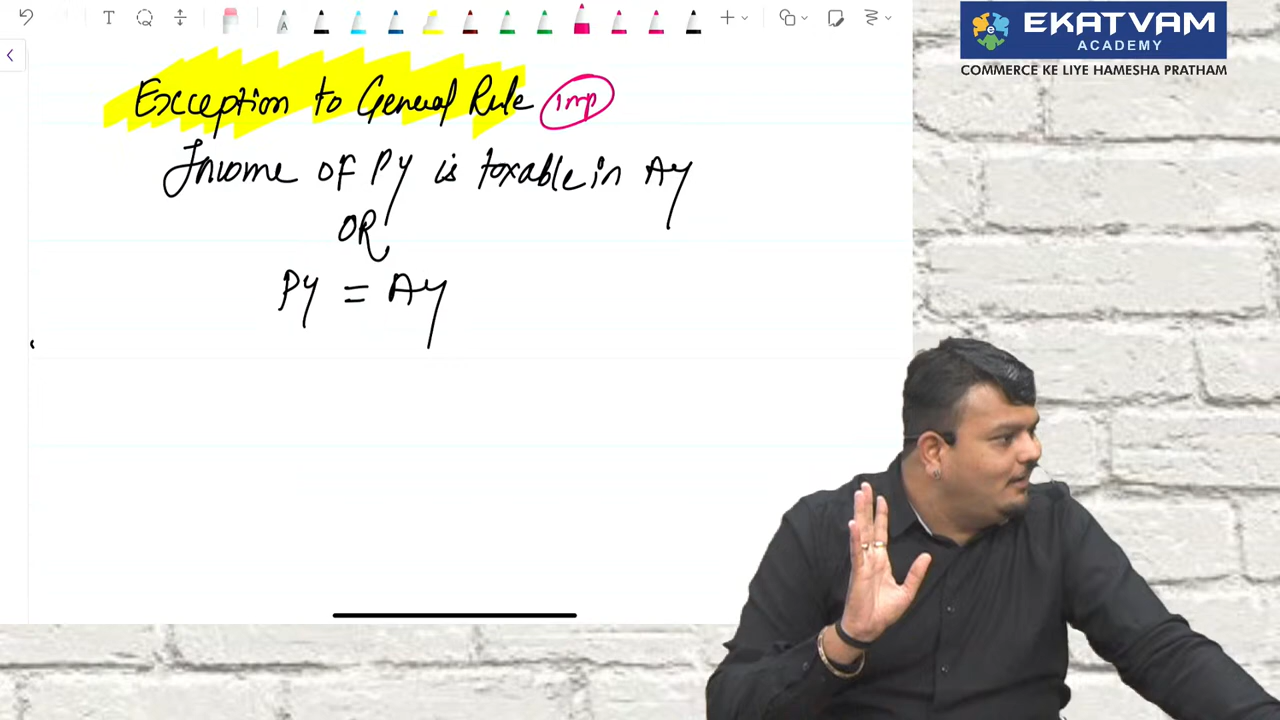 EKATVAM
ACADEMY
COMMERCE KE LIYE HAMESHA PRATHAM
Exception to General Rule imp
Income of PY is taxable in AY
OR
PY = AY